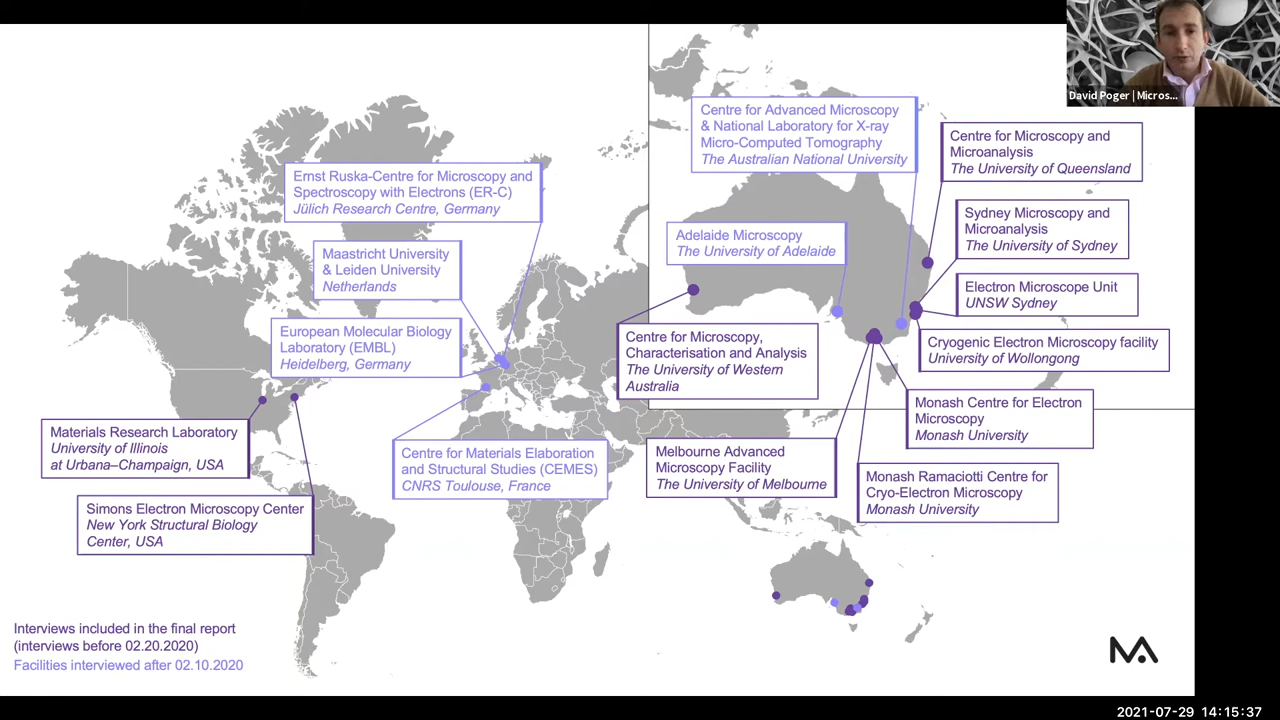 David Poger | Micros...
Centre for Advanced Microscopy
& National Laboratory for X-ray
Micro-Computed Tomography
The Australian National University
Centre for Microscopy and
Microanalysis
The University of Queensland
Ernst Ruska-Centre for Microscopy and
Spectroscopy with Electrons (ER-C)
Jülich Research Centre, Germany
Sydney Microscopy and
Microanalysis
The University of Sydney
Adelaide Microscopy
The University of Adelaide
Maastricht University
& Leiden University
Netherlands
Electron Microscope Unit
UNSW Sydney
European Molecular Biology
Laboratory (EMBL)
Heidelberg, Germany
Centre for Microscopy,
Characterisation and Analysis
The University of Western
Australia
Cryogenic Electron Microscopy facility
University of Wollongong
Monash Centre for Electron
Microscopy
Monash University
Materials Research Laboratory
University of Illinois
at Urbana–Champaign, USA
Centre for Materials Elaboration
and Structural Studies (CEMES)
CNRS Toulouse, France
Melbourne Advanced
Microscopy Facility
The University of Melbourne
Monash Ramaciotti Centre for
Cryo-Electron Microscopy
Monash University
Simons Electron Microscopy Center
New York Structural Biology
Center, USA
Interviews included in the final report
(interviews before 02.20.2020)
Facilities interviewed after 02.10.2020
2021-07-29 14:15:37